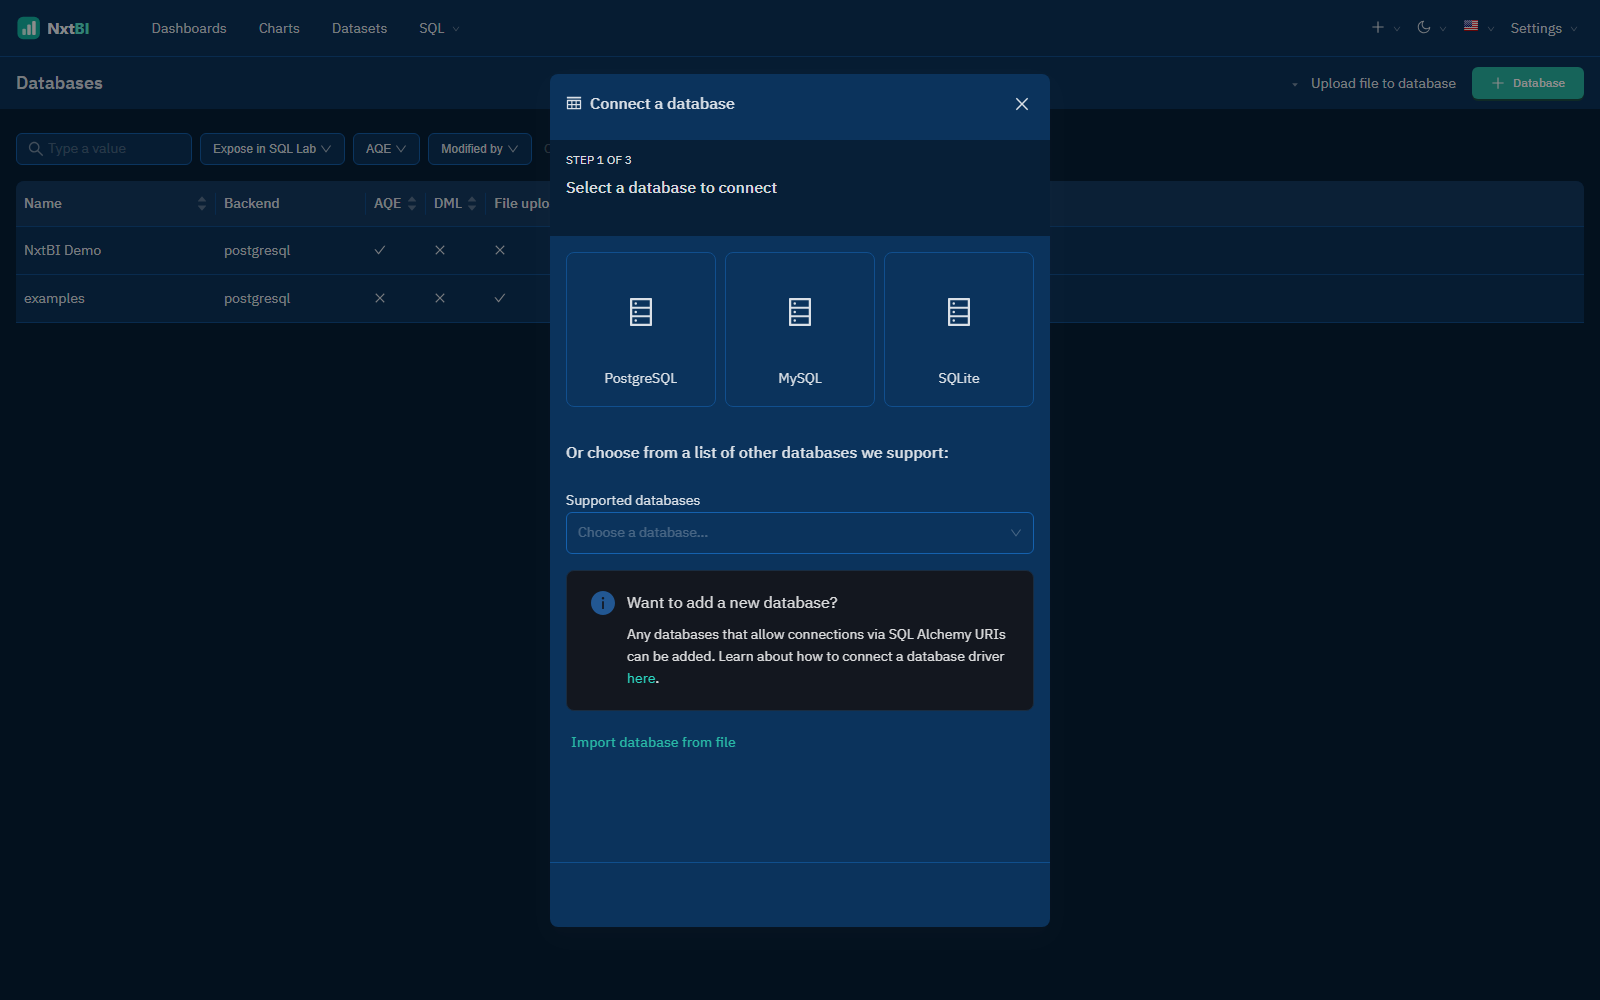 NxtBI
Dashboards
Charts
Datasets
SQL
Settings
Databases
Upload file to database
Database
Type a value
Expose in SQL Lab
AQE
Modified by
Name
Backend
AQE
DML
File uplo
NxtBI Demo
postgresql
examples
postgresql
Connect a database
STEP 1 OF 3
Select a database to connect
PostgreSQL
MySQL
SQLite
Or choose from a list of other databases we support:
Supported databases
Choose a database...
Want to add a new database?
Any databases that allow connections via SQL Alchemy URIs
can be added. Learn about how to connect a database driver
here.
Import database from file